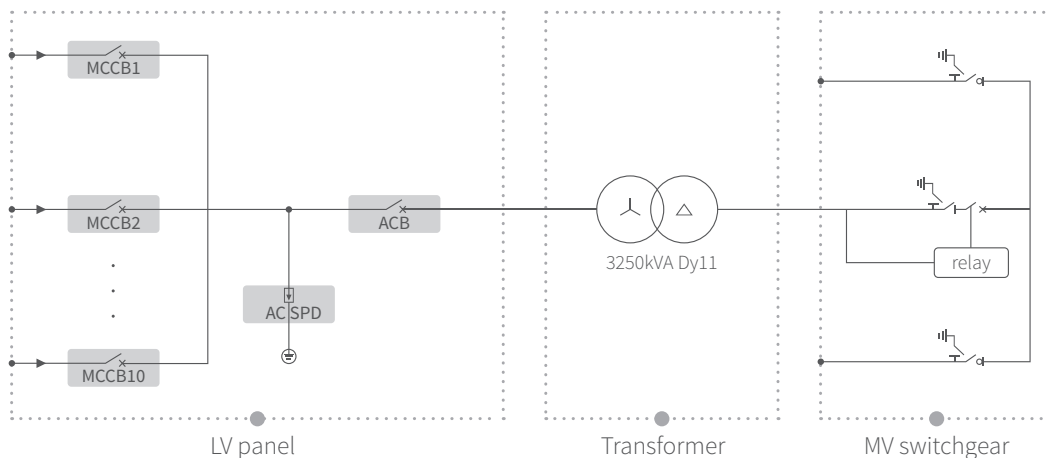 MCCB1
MCCB2
MCCB10
AC SPD
ACB
3250kVA Dy11
relay
LV panel
Transformer
MV switchgear